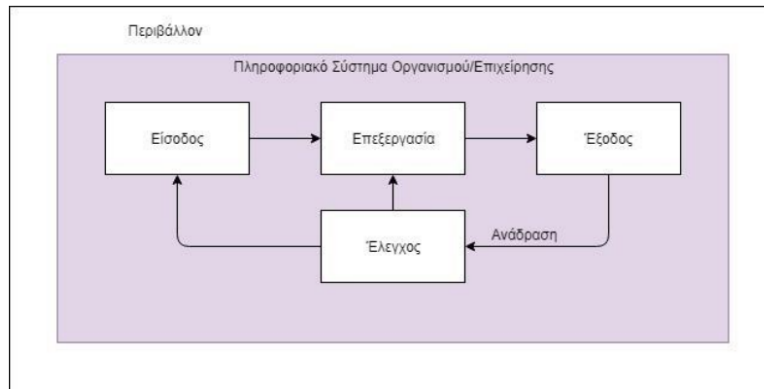 Περιβάλλον
Πληροφοριακό Σύστημα Οργανισμού/Επιχείρησης
Είσοδος
Επεξεργασία
Έξοδος
Έλεγχος
Ανάδραση